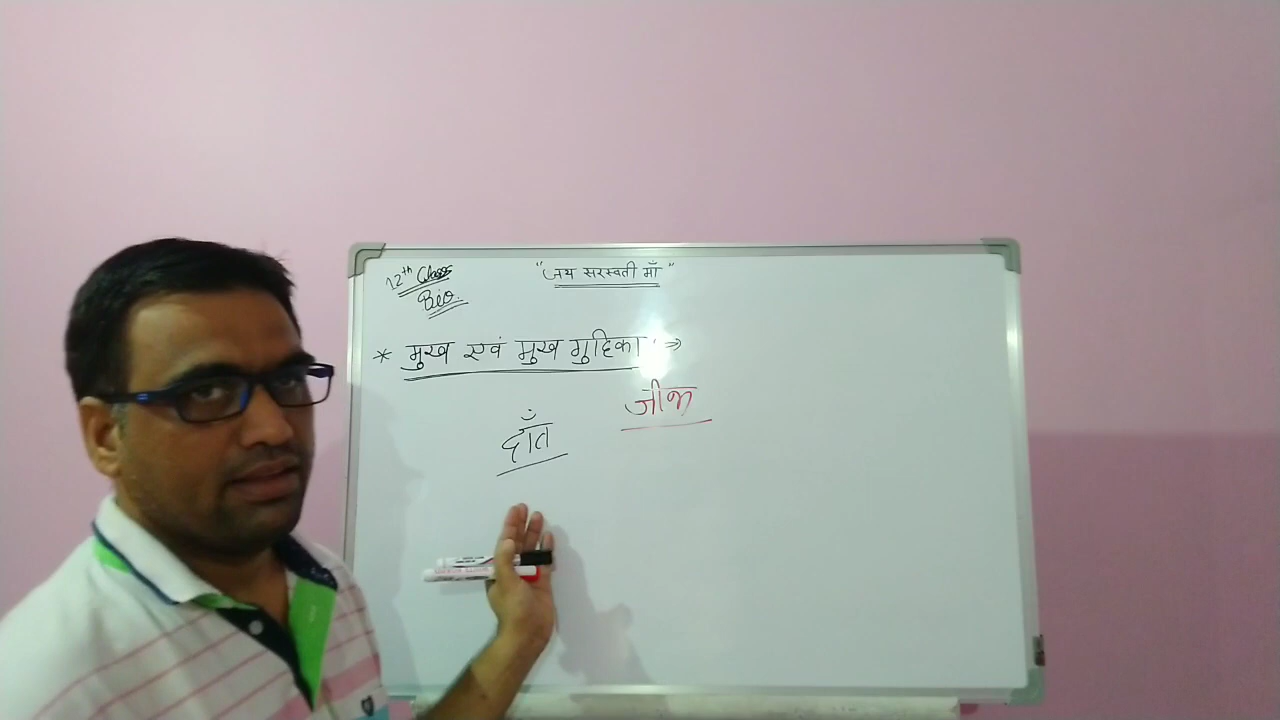 12th Class
Bio.
"जय सरस्वती माँ"
* मुख एवं मुख गुहिका :⇒
जीभ
दाँत